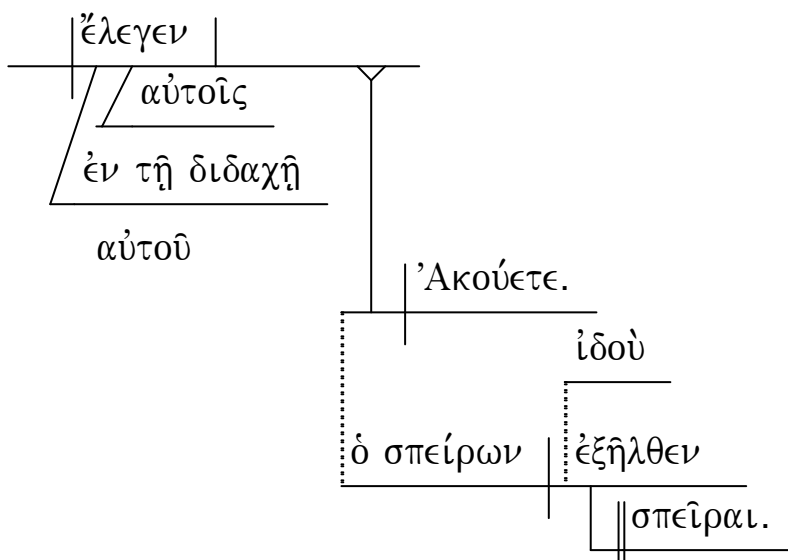 ἔλεγεν
αὐτοῖς
ἐν τῇ διδαχῇ
αὐτοῦ
Ἀκούετε.
ἰδοὺ
ὁ σπείρων ἐξῆλθεν
σπεῖραι.